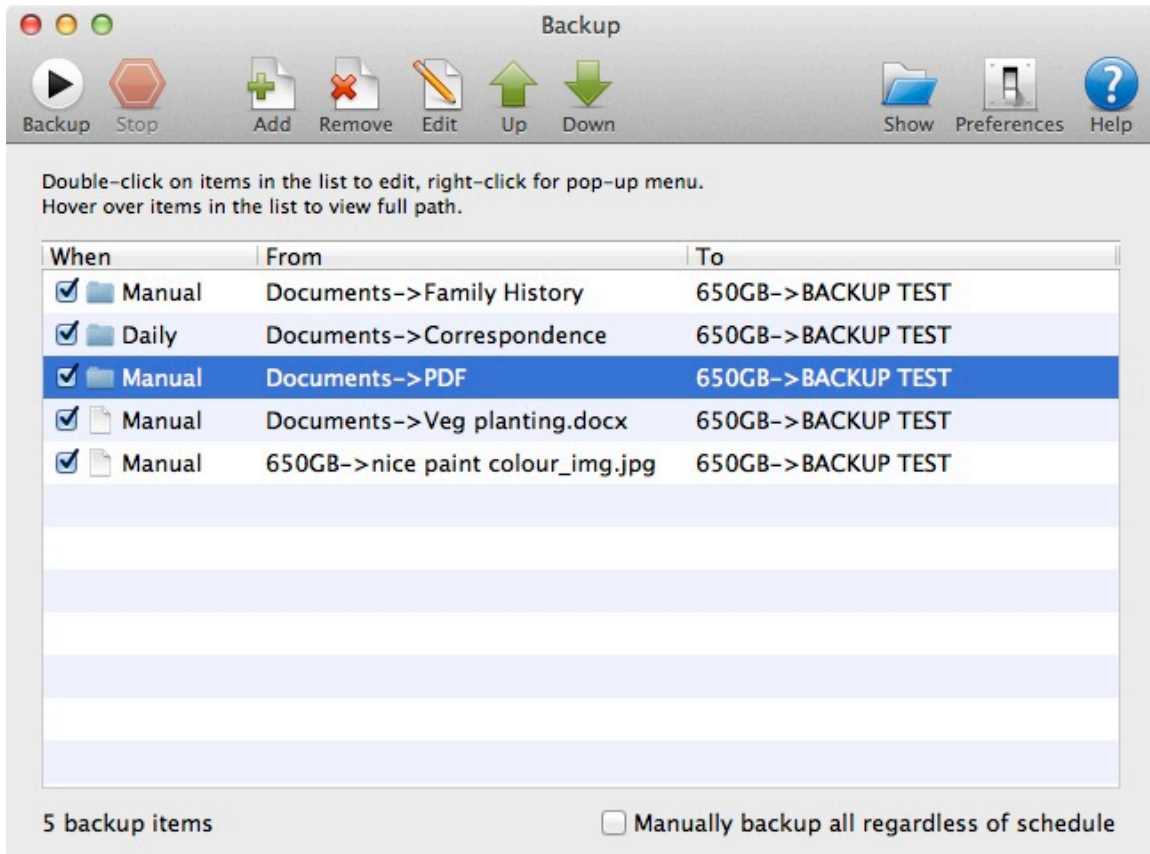 Backup
Backup Stop Add Remove Edit Up Down Show Preferences Help
Double-click on items in the list to edit, right-click for pop-up menu.
Hover over items in the list to view full path.
When From To
Manual Documents->Family History 650GB->BACKUP TEST
Daily Documents->Correspondence 650GB->BACKUP TEST
Manual Documents->PDF 650GB->BACKUP TEST
Manual Documents->Veg planting.docx 650GB->BACKUP TEST
Manual 650GB->nice paint colour_img.jpg 650GB->BACKUP TEST
5 backup items Manually backup all regardless of schedule